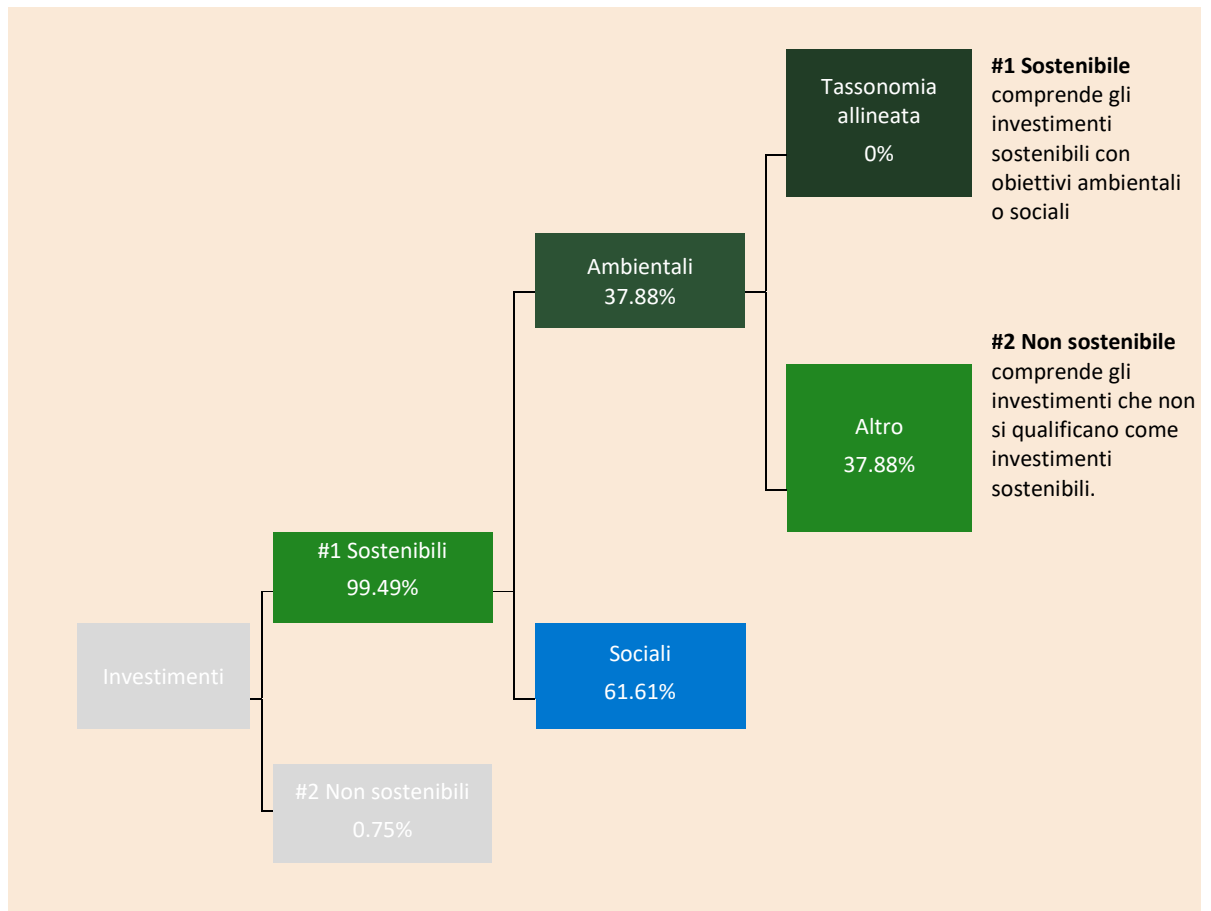 Tassonomia
allineata
0%
#1 Sostenibile
comprende gli
investimenti
sostenibili con
obiettivi ambientali
o sociali
Ambientali
37.88%
#2 Non sostenibile
comprende gli
investimenti che non
si qualificano come
investimenti
sostenibili.
Altro
37.88%
#1 Sostenibili
99.49%
Investimenti
Sociali
61.61%
#2 Non sostenibili
0.75%